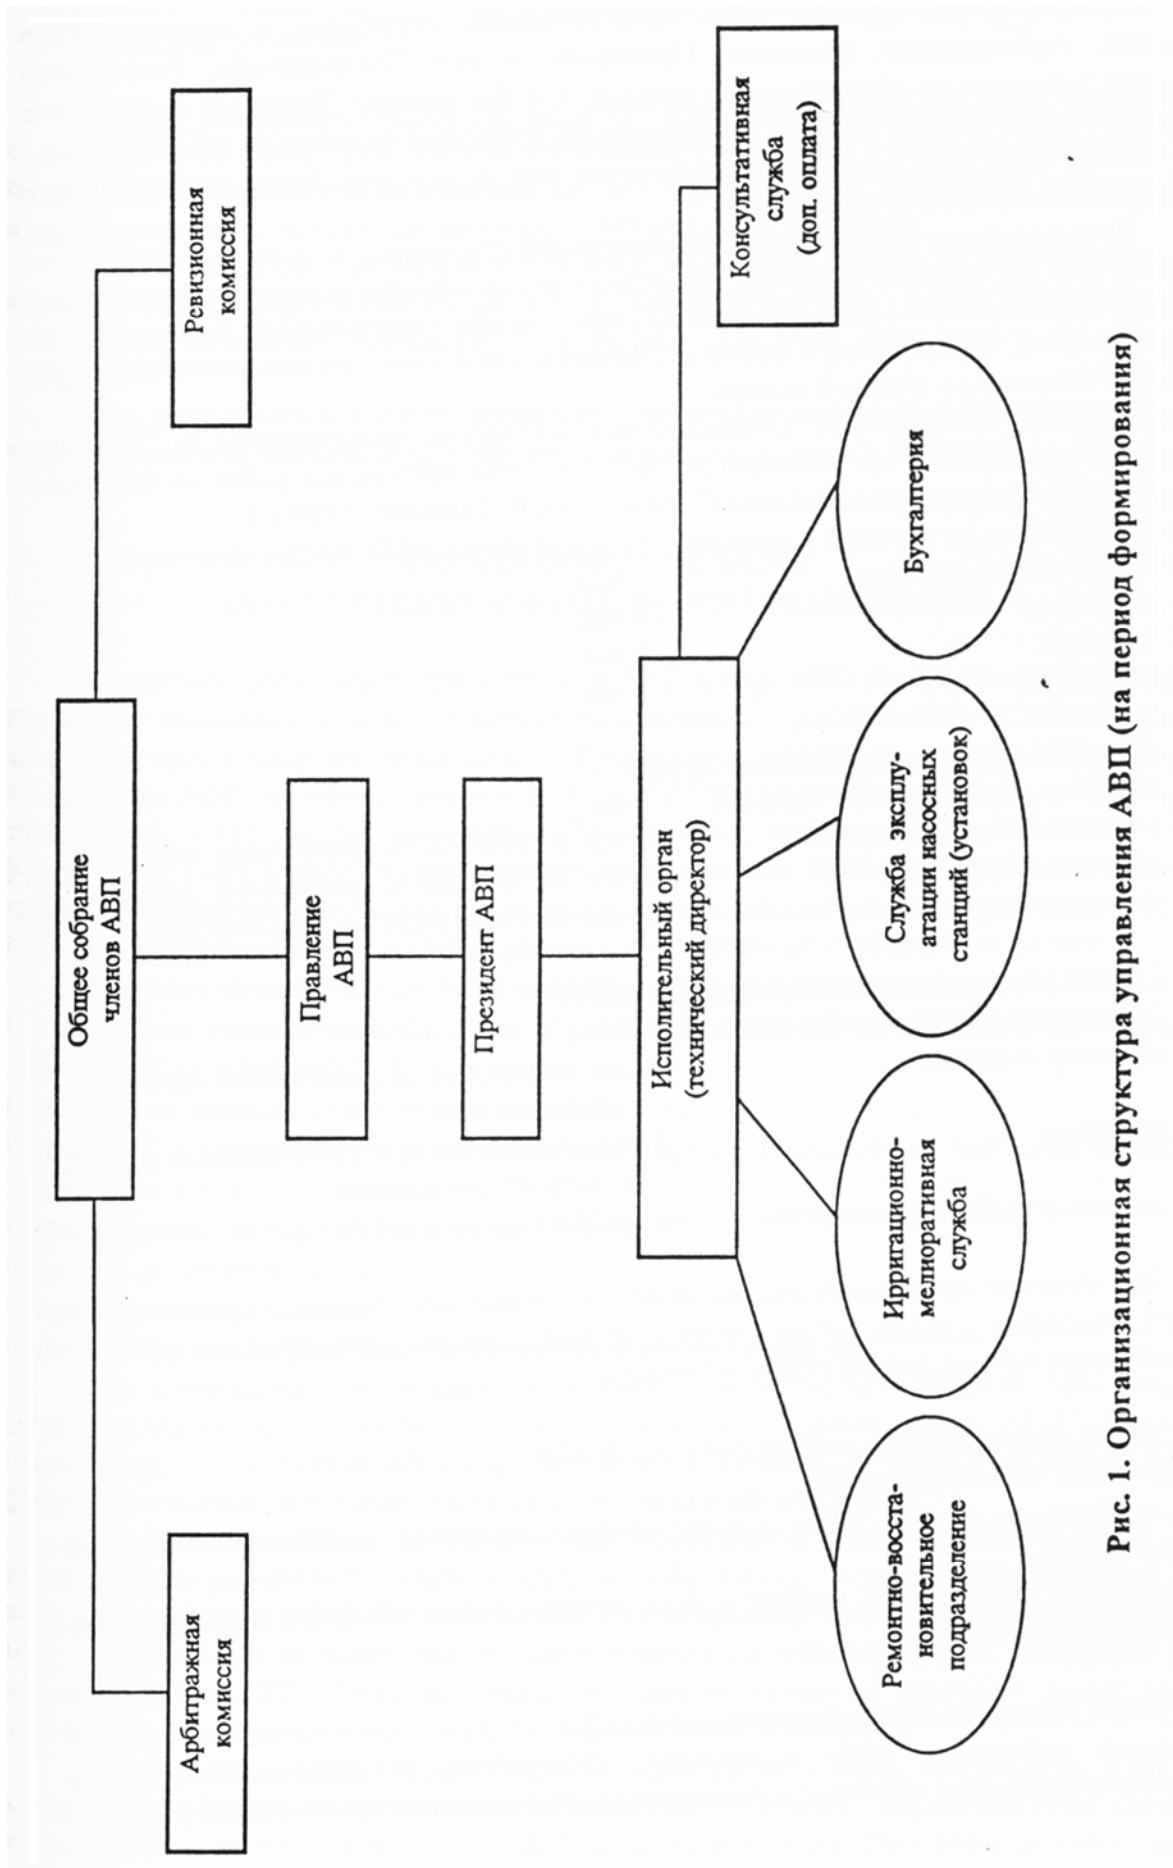 Общее собрание
членов АВП
Арбитражная
комиссия
Ревизионная
комиссия
Правление
АВП
Президент АВП
Исполительный орган
(технический директор)
Консультативная
служба
(доп. оплата)
Ремонтно-восста-
новительное
подразделение
Ирригационно-
мелиоративная
служба
Служба эксплу-
атации насосных
станций (установок)
Бухгалтерия
Рис. 1. Организационная структура управления АВП (на период формирования)